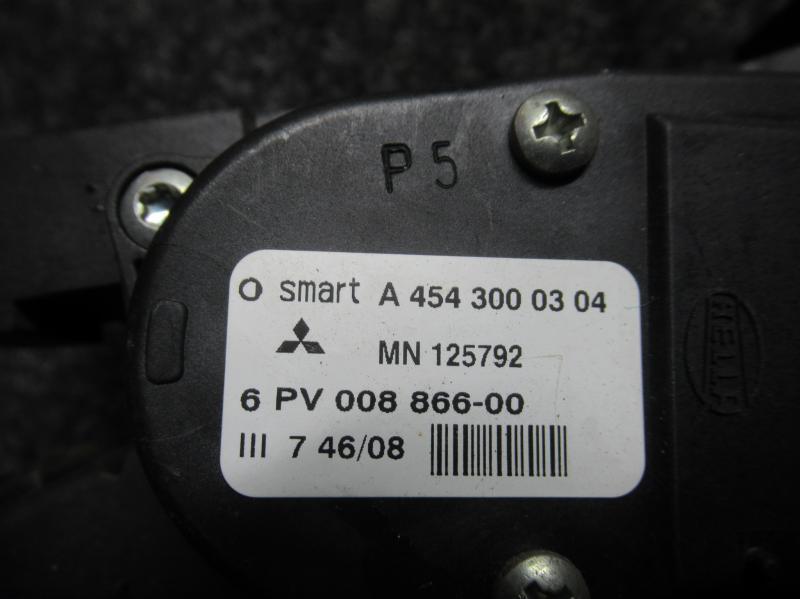 P 5
smart A 454 300 03 04
MN 125792
6 PV 008 866-00
III 7 46/08
HELLA